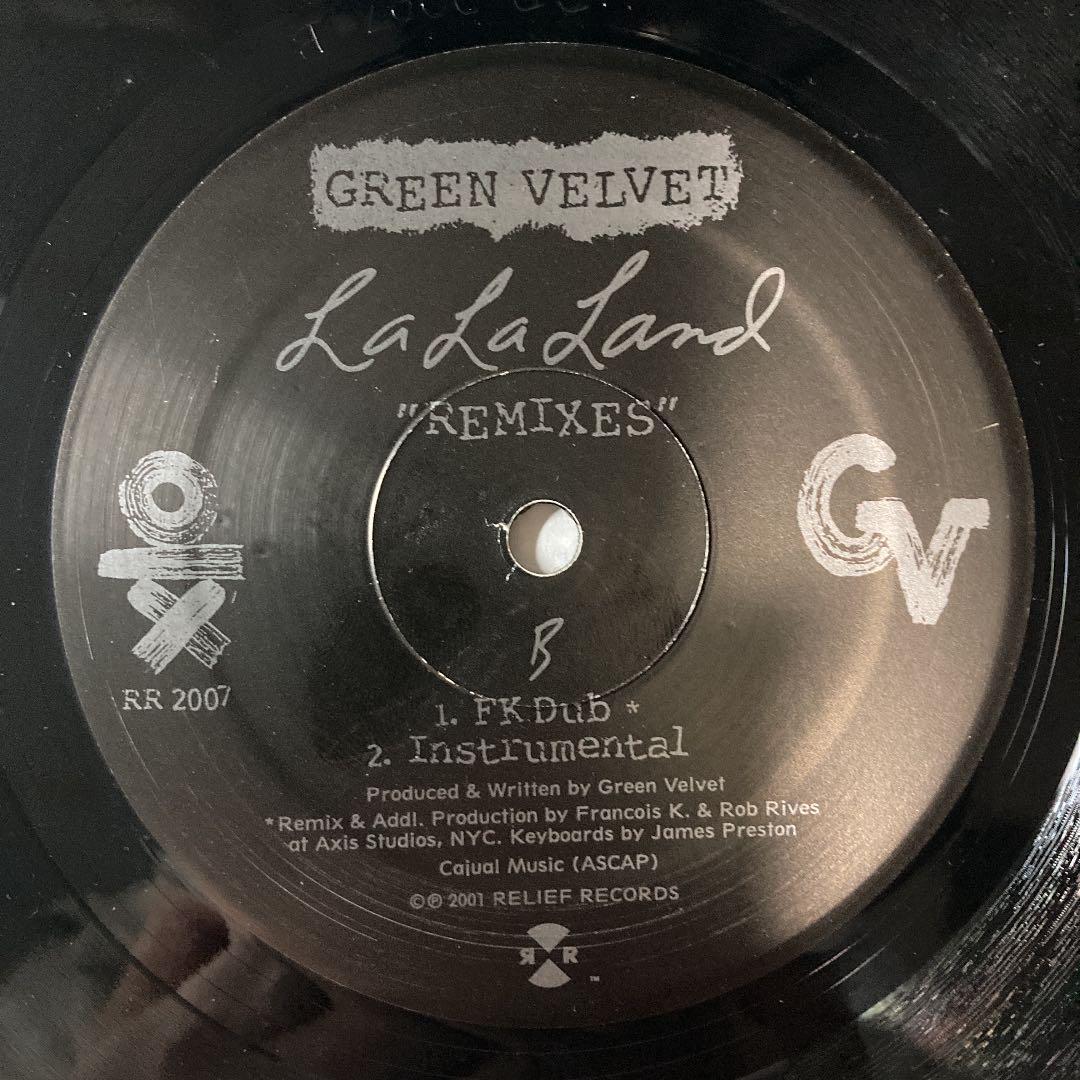 GREEN VELVET
La La Land
"REMIXES"
GV
RR 2007
B
1. FK Dub *
2. Instrumental
Produced & Written by Green Velvet
*Remix & Addl. Production by Francois K. & Rob Rives
at Axis Studios, NYC. Keyboards by James Preston
Cajual Music (ASCAP)
©℗ 2001 RELIEF RECORDS
RR ™